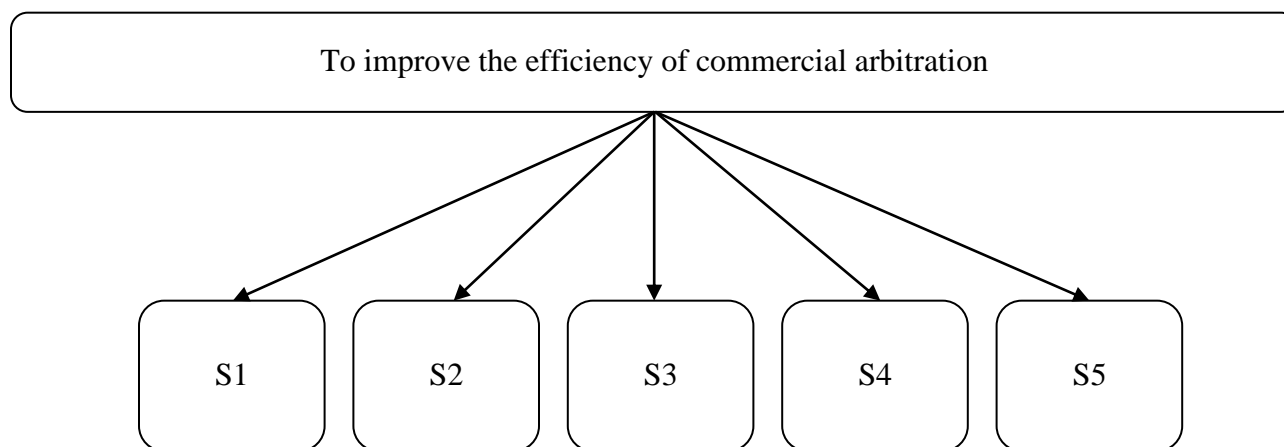 To improve the efficiency of commercial arbitration
S1 S2 S3 S4 S5